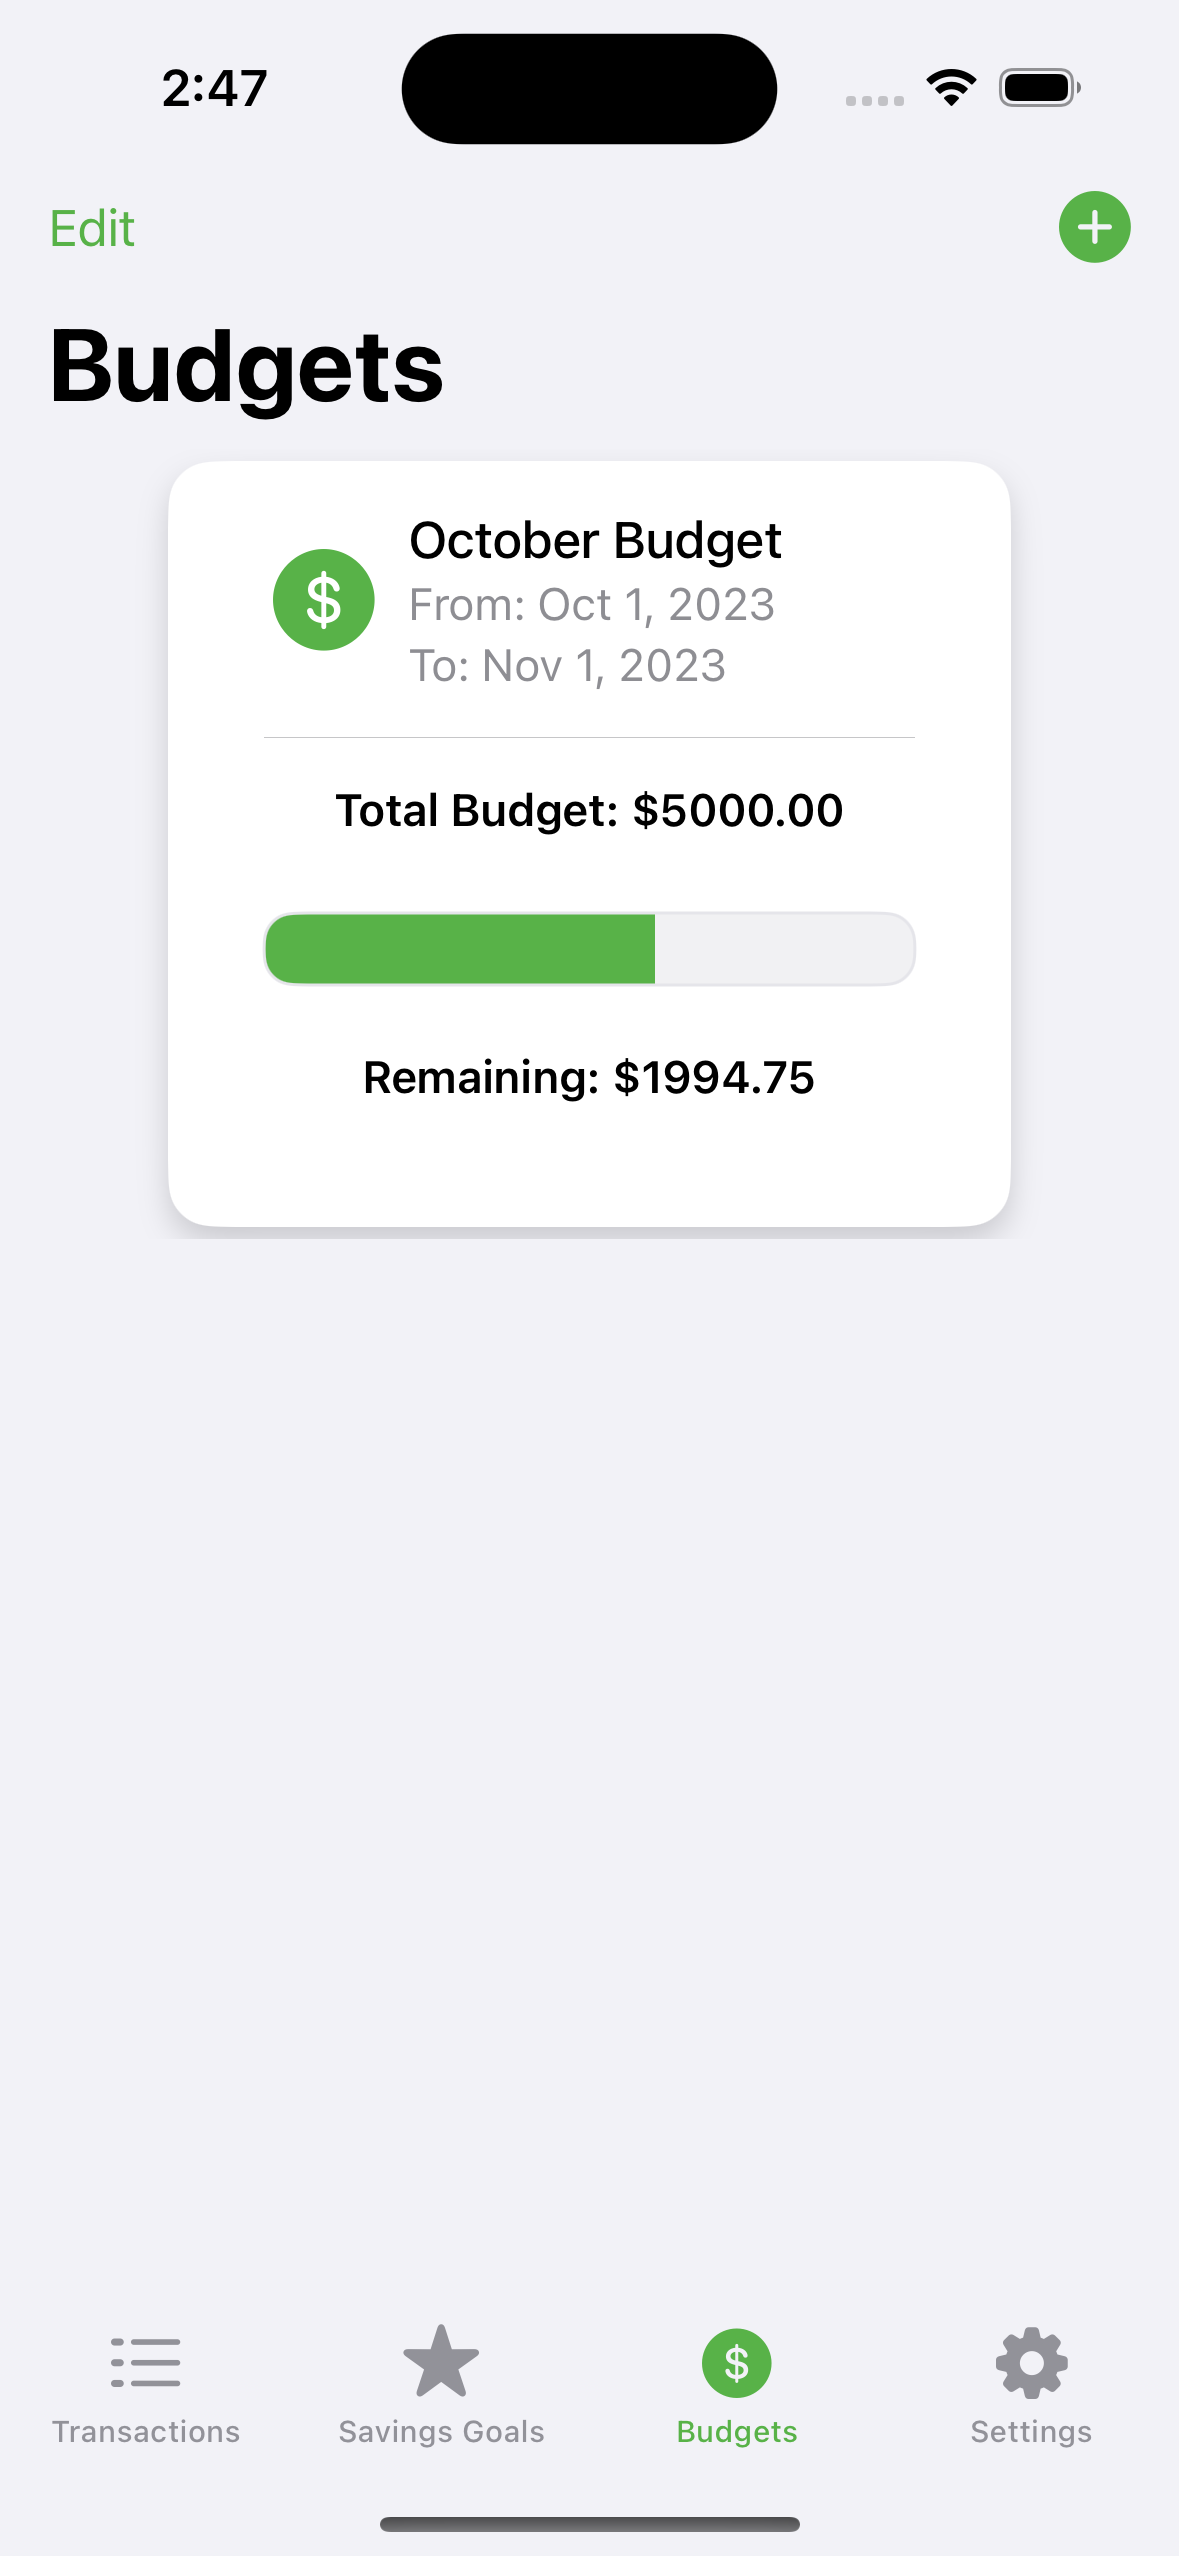 2:47
Edit
Budgets
October Budget
From: Oct 1, 2023
To: Nov 1, 2023
Total Budget: $5000.00
Remaining: $1994.75
Transactions
Savings Goals
Budgets
Settings